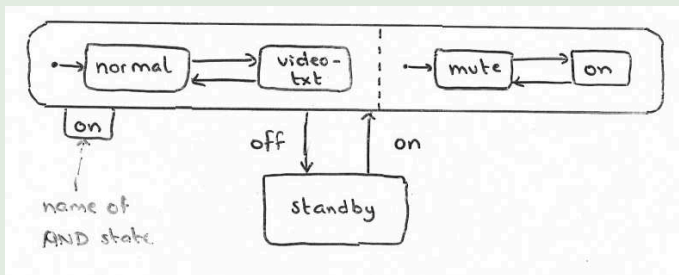 normal
video-
txt
mute
on
on
off
on
standby
name of
AND state